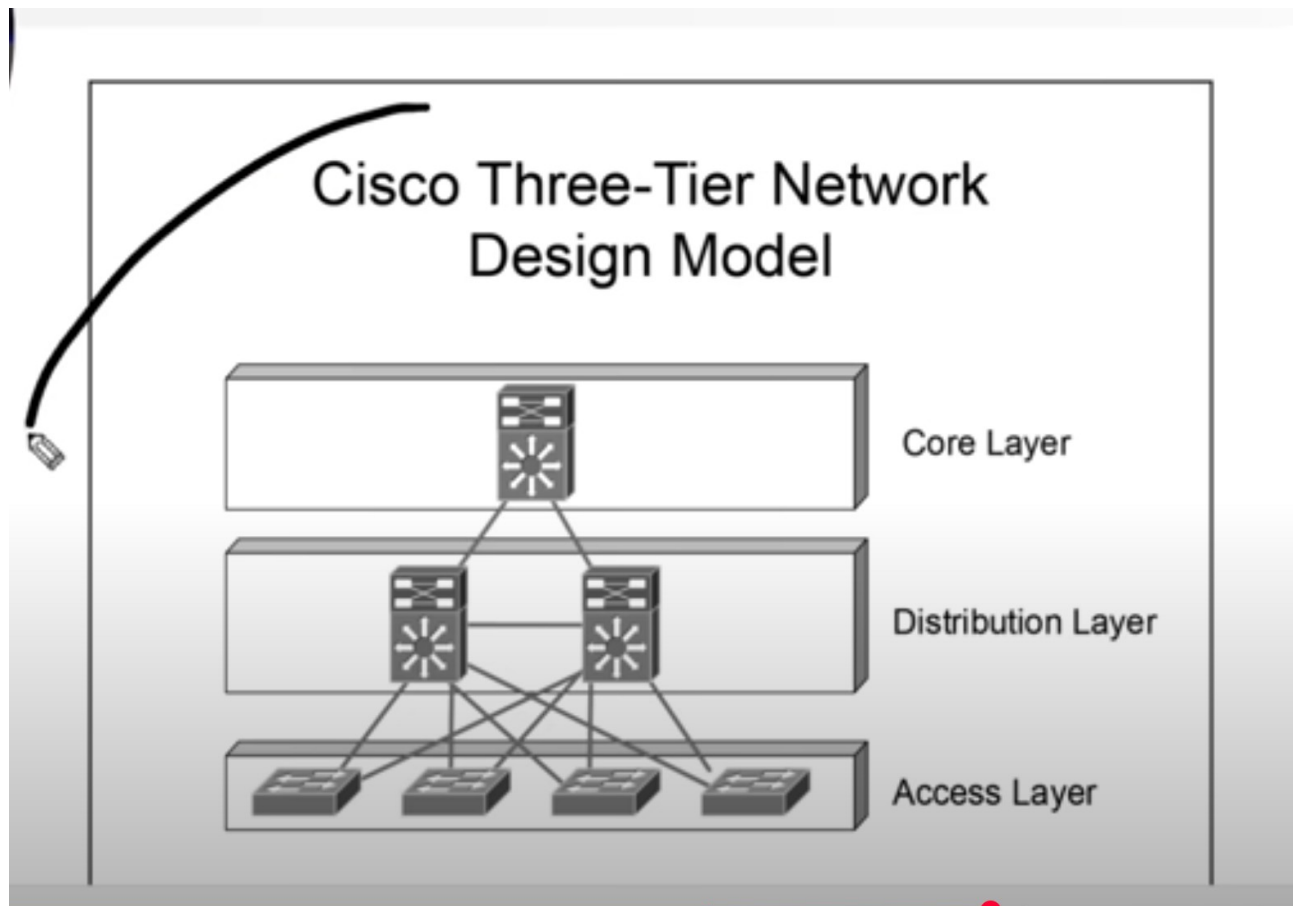 Cisco Three-Tier Network
Design Model
Core Layer
Distribution Layer
Access Layer